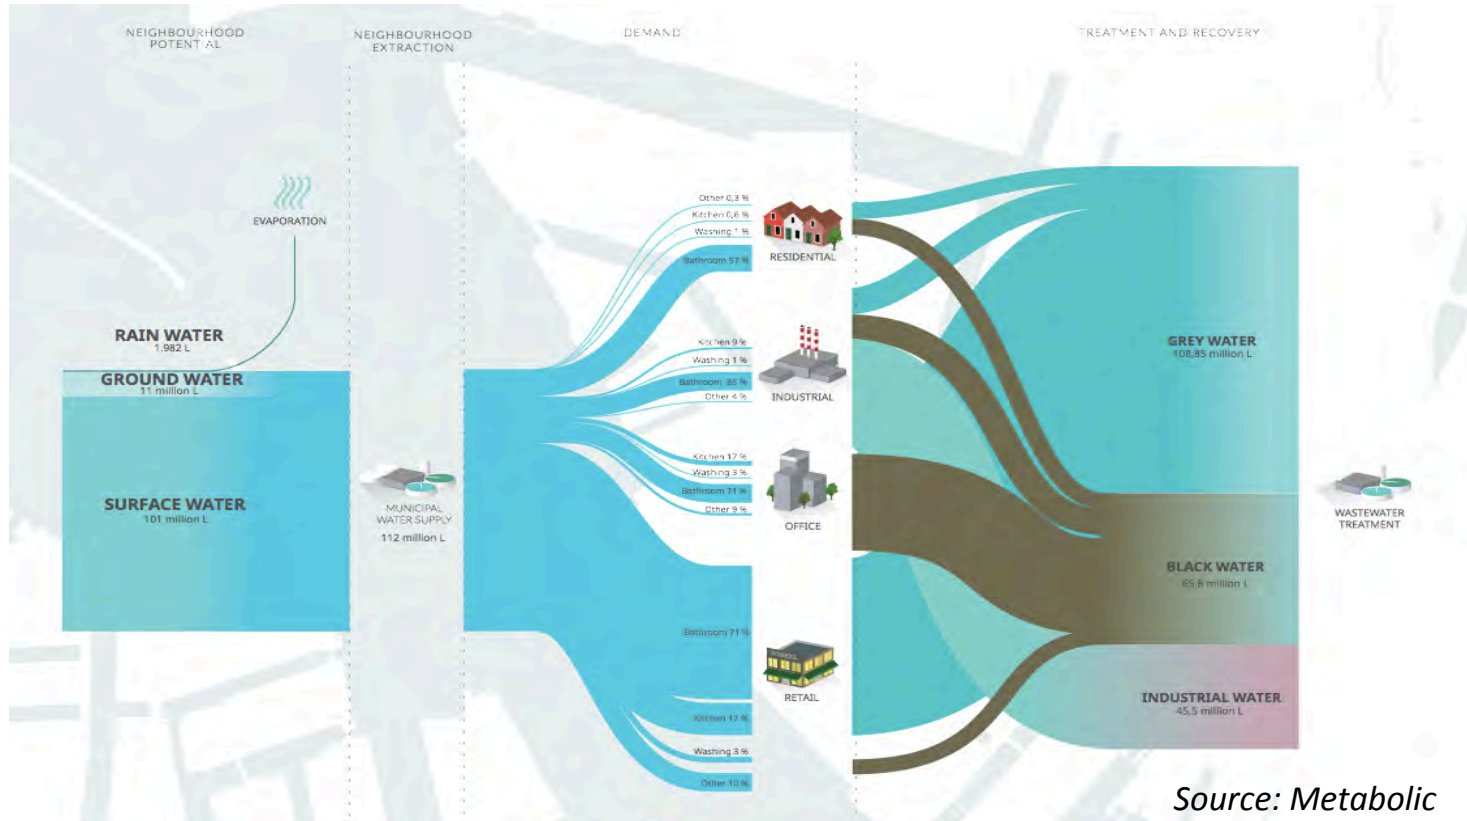 NEIGHBOURHOOD
POTENTIAL
NEIGHBOURHOOD
EXTRACTION
DEMAND
TREATMENT AND RECOVERY
EVAPORATION
RAIN WATER
1.982 L
GROUND WATER
11 million L
SURFACE WATER
101 million L
MUNICIPAL
WATER SUPPLY
112 million L
Other 0,3 %
Kitchen 0,6 %
Washing 1 %
Bathroom 97 %
RESIDENTIAL
Kitchen 9 %
Washing 1 %
Bathroom 85 %
Other 4 %
INDUSTRIAL
Kitchen 17 %
Washing 3 %
Bathroom 71 %
Other 9 %
OFFICE
Bathroom 71 %
WINKEL
RETAIL
Kitchen 17 %
Washing 3 %
Other 10 %
GREY WATER
108,85 million L
BLACK WATER
65,8 million L
INDUSTRIAL WATER
45,5 million L
WASTEWATER
TREATMENT
Source: Metabolic